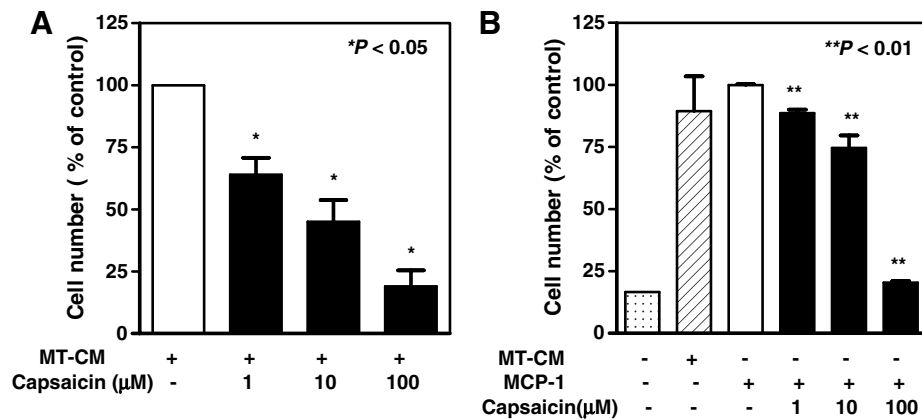 A
125
100
75
50
25
0
Cell number ( % of control)
*P < 0.05
* * *
MT-CM + + + +
Capsaicin (μM) - 1 10 100
B
125
100
75
50
25
0
Cell number (% of control)
**P < 0.01
** ** **
MT-CM - + - - - -
MCP-1 - - + + + +
Capsaicin(μM) - - - 1 10 100